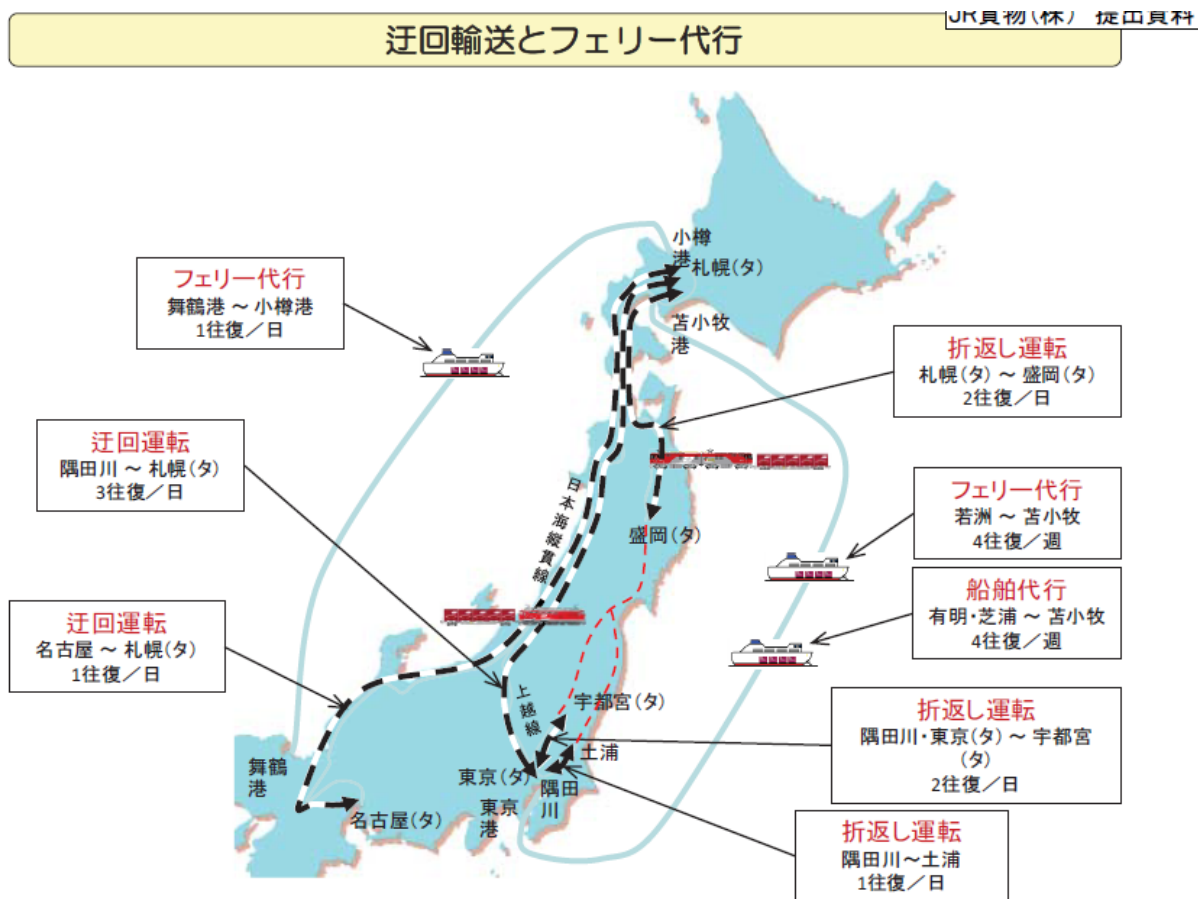 JR貨物(株) 提出資料
迂回輸送とフェリー代行
小樽
港
札幌(タ)
苫小牧
港
フェリー代行
舞鶴港 ～ 小樽港
1往復／日
折返し運転
札幌(タ) ～ 盛岡(タ)
2往復／日
迂回運転
隅田川 ～ 札幌(タ)
3往復／日
日本海縦貫線
盛岡(タ)
フェリー代行
若洲 ～ 苫小牧
4往復／週
船舶代行
有明・芝浦 ～ 苫小牧
4往復／週
迂回運転
名古屋 ～ 札幌(タ)
1往復／日
上越線
宇都宮(タ)
折返し運転
隅田川・東京(タ) ～ 宇都宮
(タ)
2往復／日
土浦
舞鶴
港
東京(タ)
隅田
川
東京
港
名古屋(タ)
折返し運転
隅田川～土浦
1往復／日